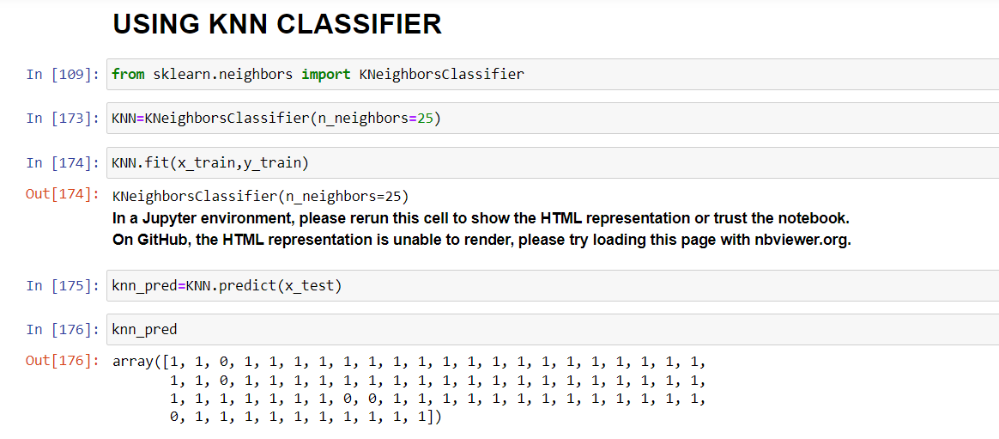 USING KNN CLASSIFIER
In [109]: from sklearn.neighbors import KNeighborsClassifier
In [173]: KNN=KNeighborsClassifier(n_neighbors=25)
In [174]: KNN.fit(x_train,y_train)
Out[174]: KNeighborsClassifier(n_neighbors=25)
In a Jupyter environment, please rerun this cell to show the HTML representation or trust the notebook.
On GitHub, the HTML representation is unable to render, please try loading this page with nbviewer.org.
In [175]: knn_pred=KNN.predict(x_test)
In [176]: knn_pred
Out[176]: array([1, 1, 0, 1, 1, 1, 1, 1, 1, 1, 1, 1, 1, 1, 1, 1, 1, 1, 1, 1, 1, 1,
1, 1, 0, 1, 1, 1, 1, 1, 1, 1, 1, 1, 1, 1, 1, 1, 1, 1, 1, 1, 1, 1,
1, 1, 1, 1, 1, 1, 1, 0, 0, 1, 1, 1, 1, 1, 1, 1, 1, 1, 1, 1, 1, 1,
0, 1, 1, 1, 1, 1, 1, 1, 1, 1, 1])